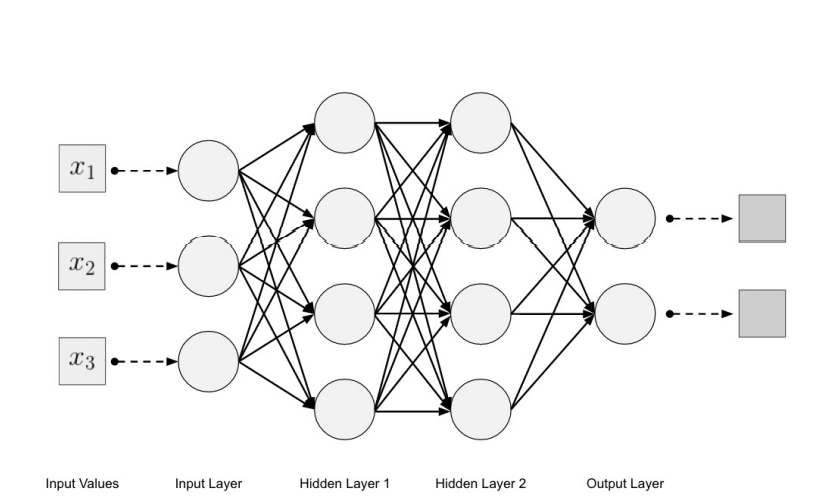 x₁
x₂
x₃
Input Values
Input Layer
Hidden Layer 1
Hidden Layer 2
Output Layer